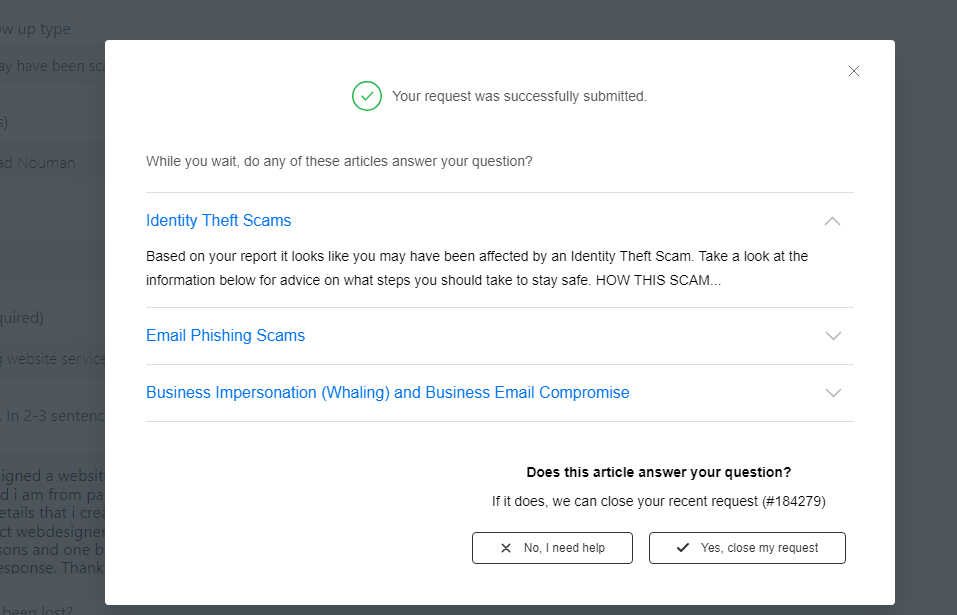 ow up type
ay have been sca
Your request was successfully submitted.
s)
While you wait, do any of these articles answer your question?
ad Nouman
Identity Theft Scams
Based on your report it looks like you may have been affected by an Identity Theft Scam. Take a look at the
information below for advice on what steps you should take to stay safe. HOW THIS SCAM...
quired)
Email Phishing Scams
g website service
Business Impersonation (Whaling) and Business Email Compromise
. In 2-3 sentenc
Does this article answer your question?
igned a websit
d i am from pa
If it does, we can close your recent request (#184279)
etails that i crea
ct webdesigner
No, I need help
Yes, close my request
sons and one b
esponse. Thank
been lost?